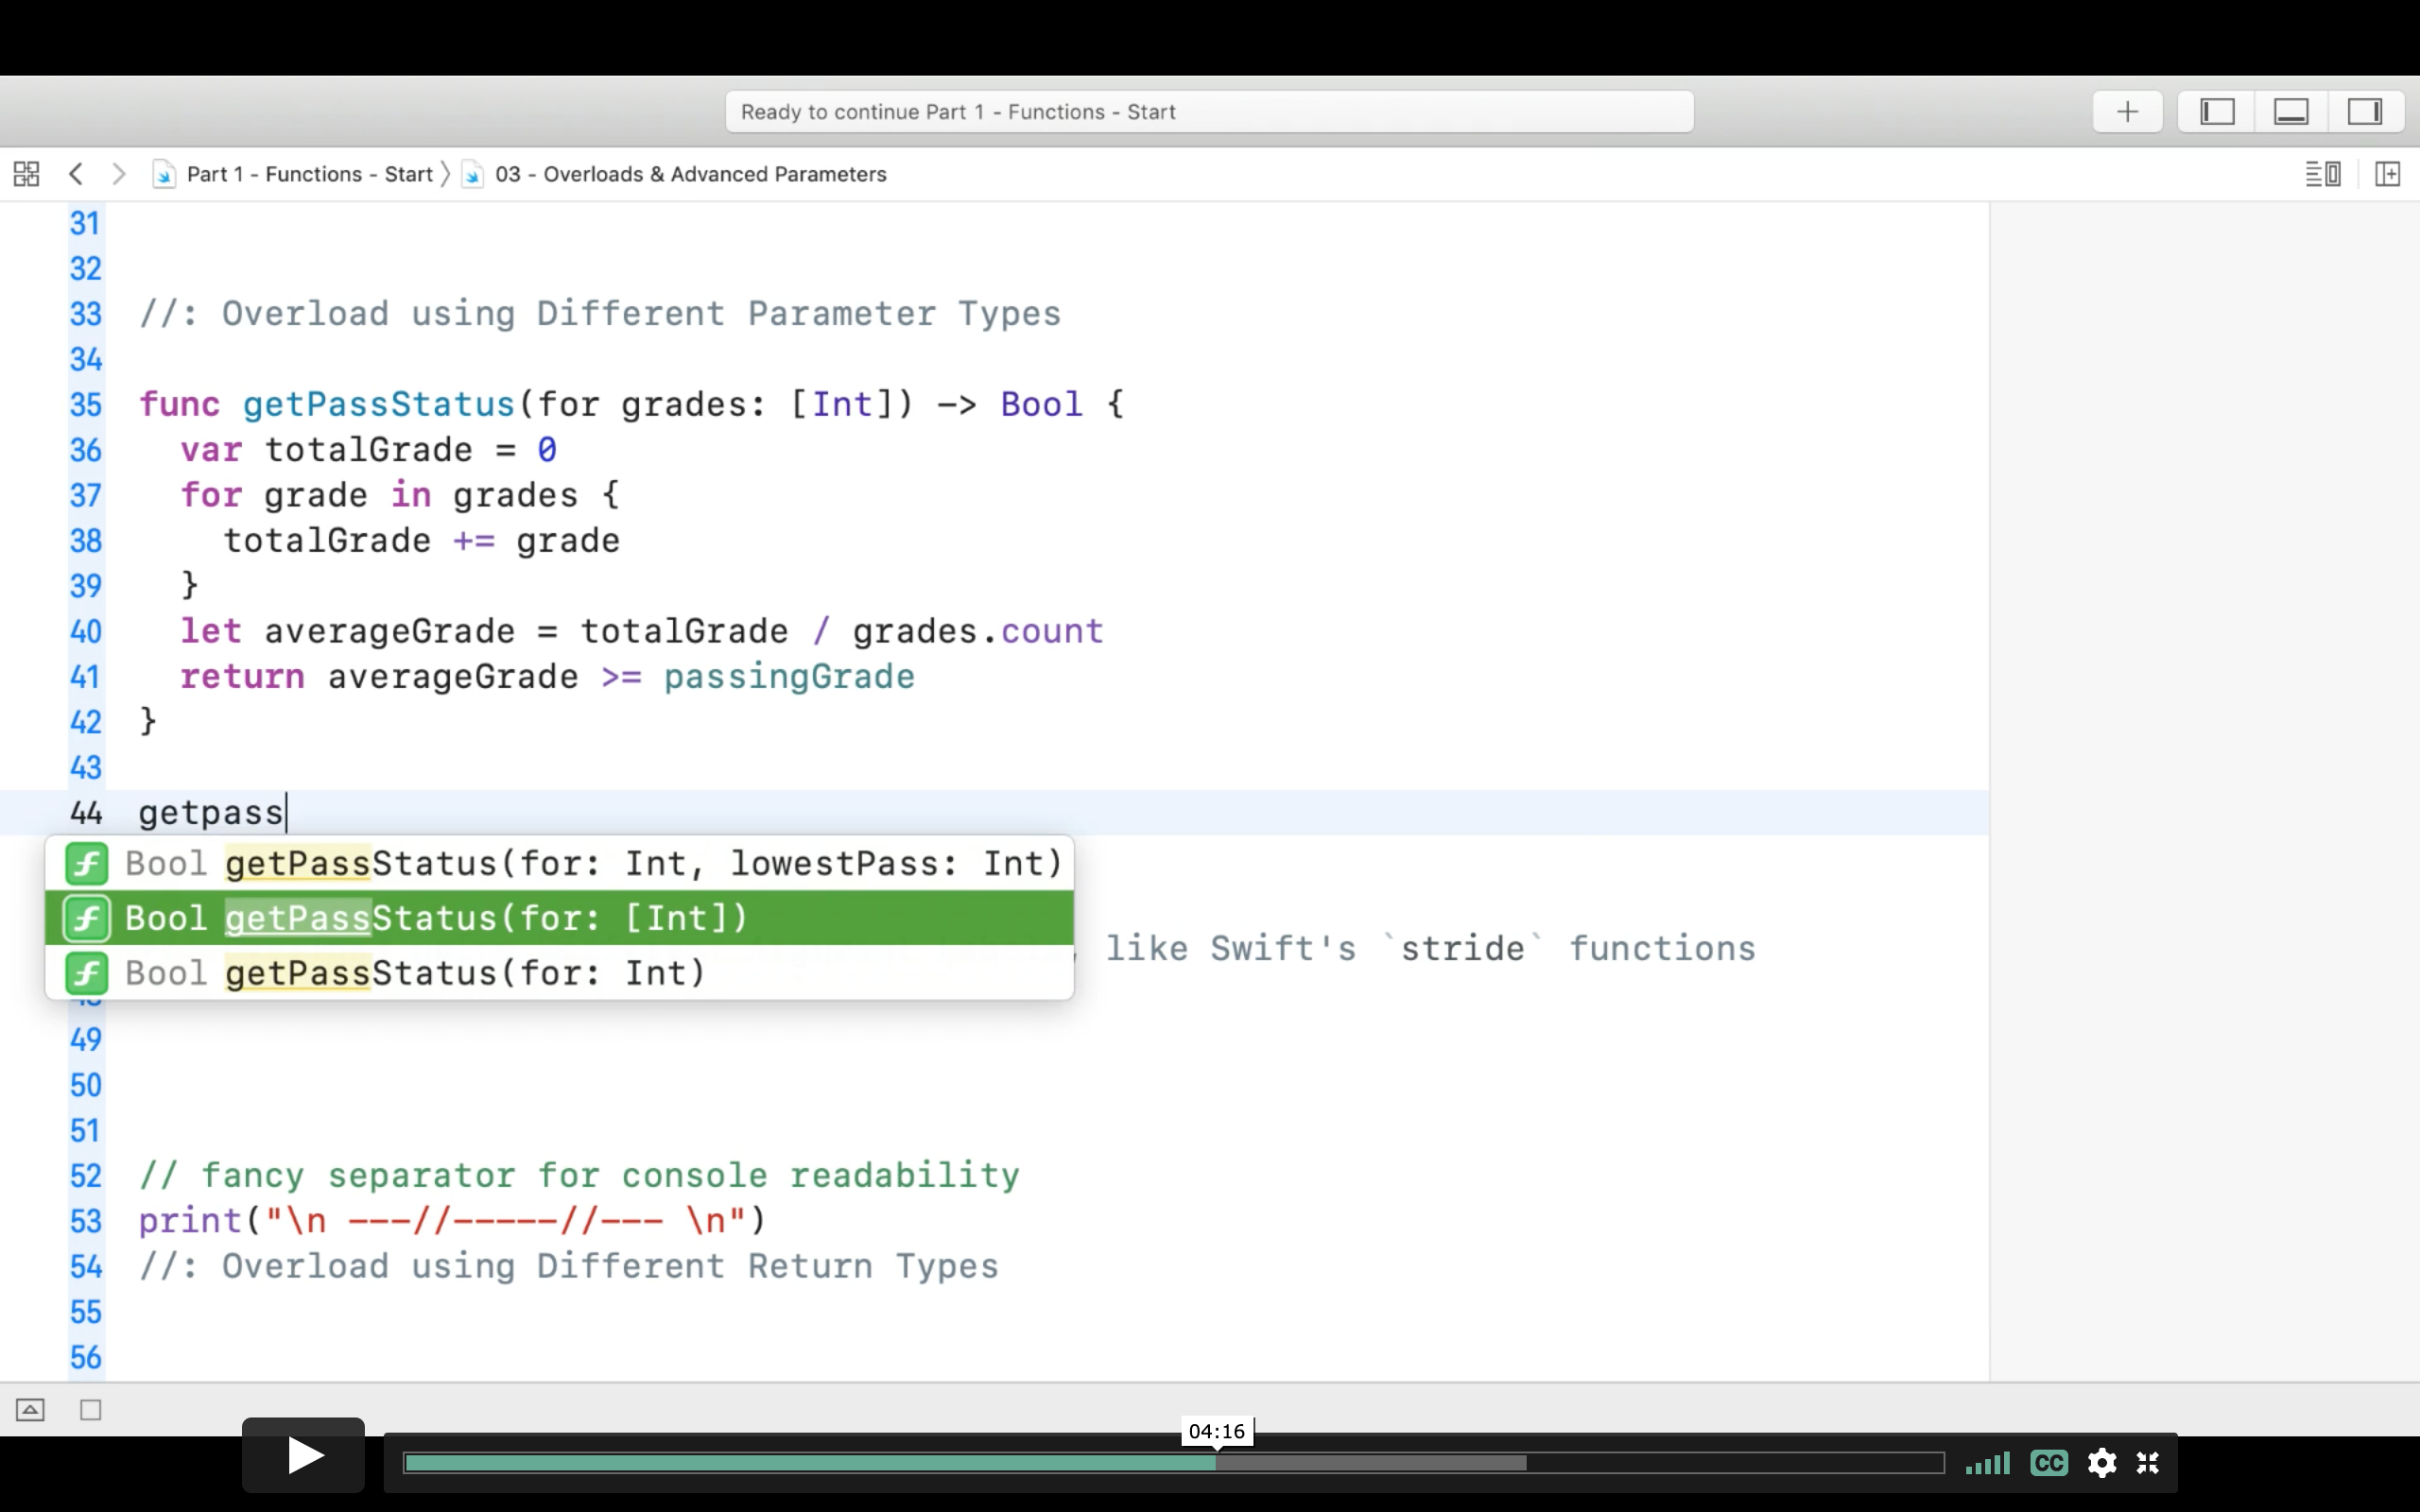 Ready to continue Part 1 - Functions - Start
Part 1 - Functions - Start 〉 03 - Overloads & Advanced Parameters
31
32
33 //: Overload using Different Parameter Types
34
35 func getPassStatus(for grades: [Int]) -> Bool {
36 var totalGrade = 0
37 for grade in grades {
38 totalGrade += grade
39 }
40 let averageGrade = totalGrade / grades.count
41 return averageGrade >= passingGrade
42 }
43
44 getpass
Bool getPassStatus(for: Int, lowestPass: Int)
Bool getPassStatus(for: [Int])
like Swift's `stride` functions
Bool getPassStatus(for: Int)
49
50
51
52 // fancy separator for console readability
53 print("\n ---//-----//--- \n")
54 //: Overload using Different Return Types
55
56
04:16
CC